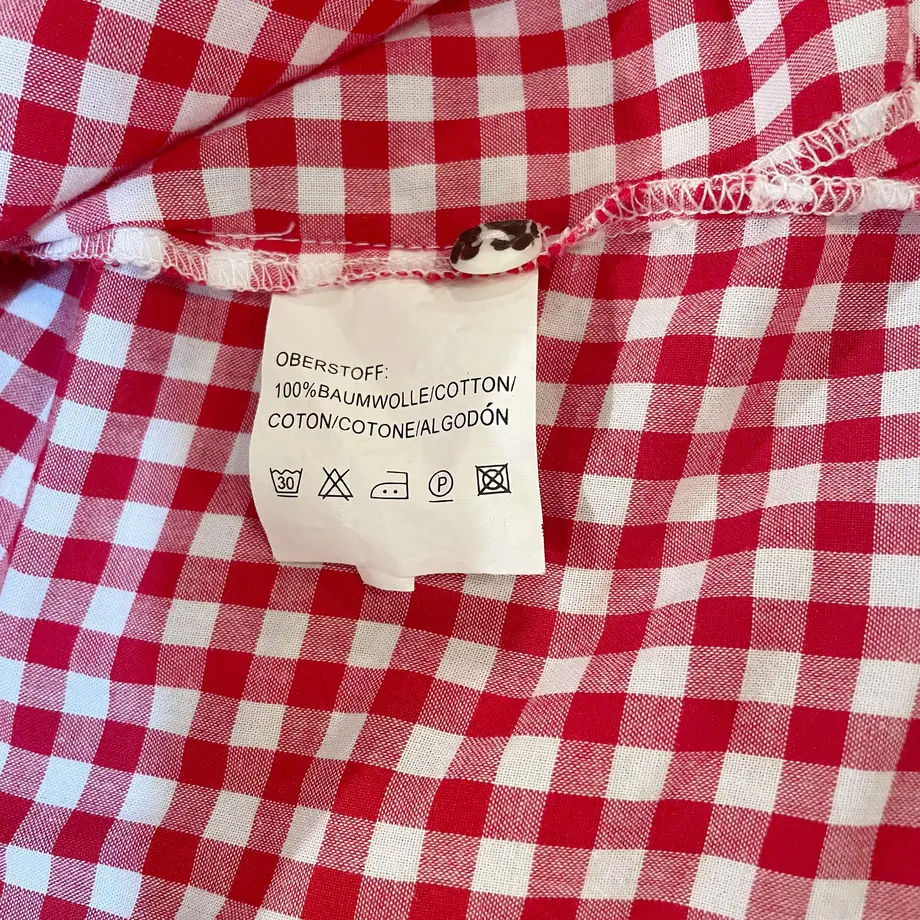 OBERSTOFF:
100%BAUMWOLLE/COTTON/
COTON/COTONE/ALGODÓN
30 P